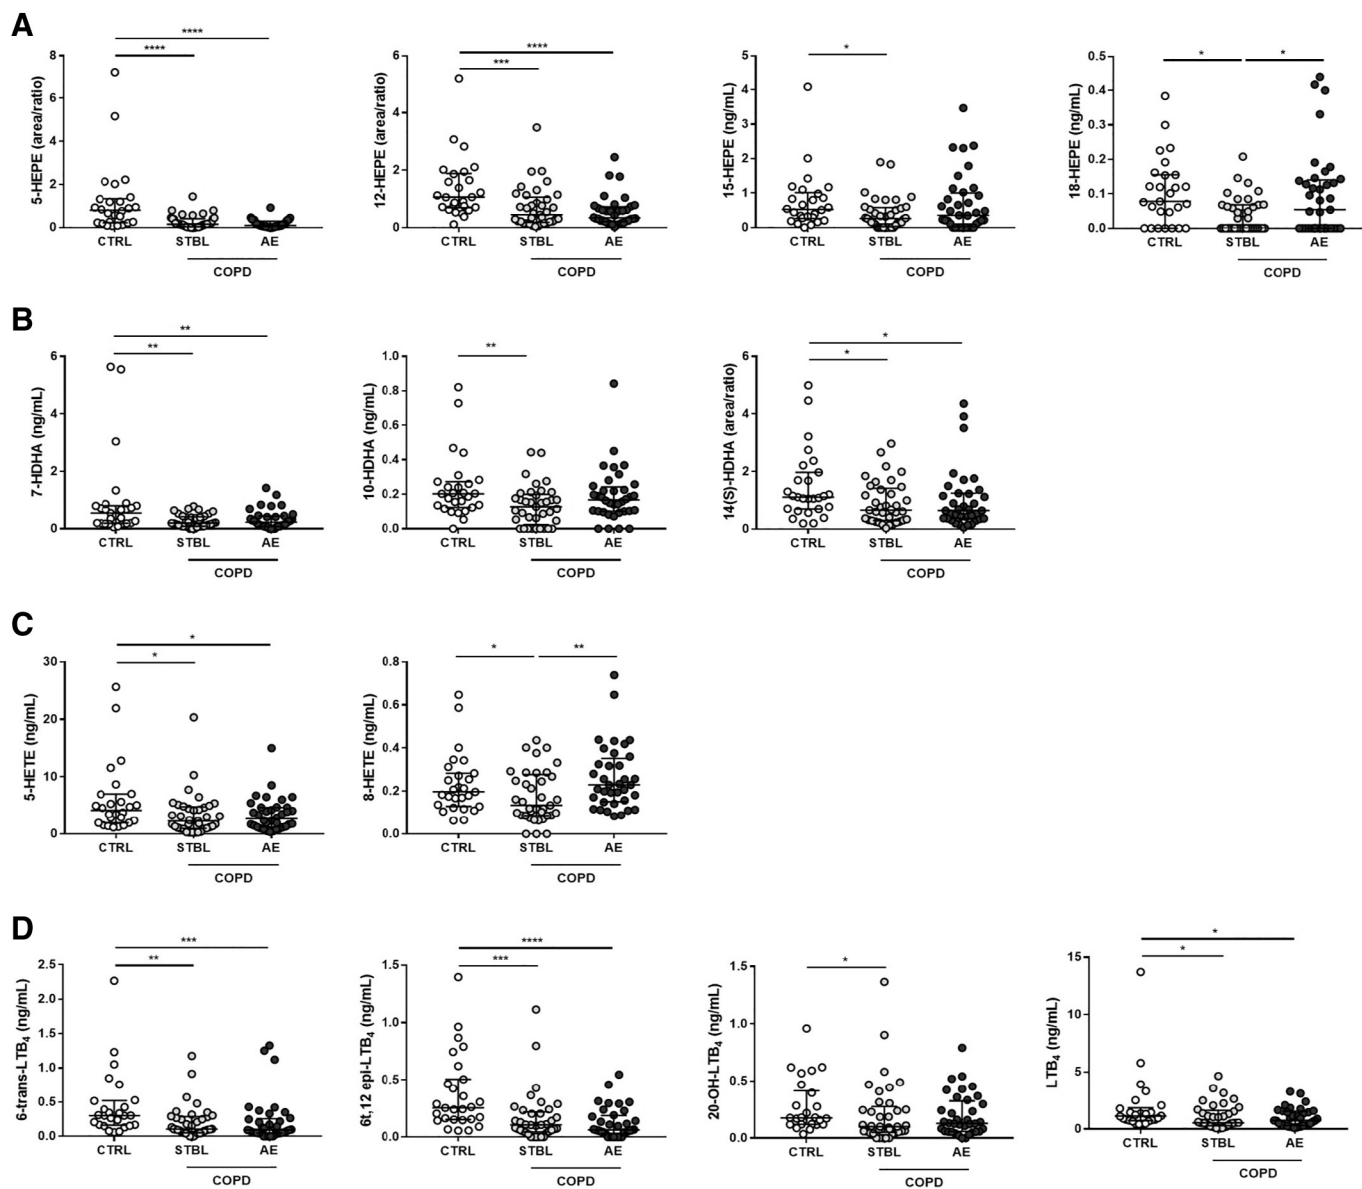 A
5-HEPE (area/ratio)
8
6
4
2
0
****
****
CTRL STBL AE
COPD
12-HEPE (area/ratio)
6
4
2
0
****
***
CTRL STBL AE
COPD
15-HEPE (ng/mL)
5
4
3
2
1
0
*
CTRL STBL AE
COPD
18-HEPE (ng/mL)
0.5
0.4
0.3
0.2
0.1
0.0
* *
CTRL STBL AE
COPD
B
7-HDHA (ng/mL)
6
4
2
0
**
**
CTRL STBL AE
COPD
10-HDHA (ng/mL)
1.0
0.8
0.6
0.4
0.2
0.0
**
CTRL STBL AE
COPD
14(S)-HDHA (area/ratio)
6
4
2
0
*
*
CTRL STBL AE
COPD
C
5-HETE (ng/mL)
30
20
10
0
*
*
CTRL STBL AE
COPD
8-HETE (ng/mL)
0.8
0.6
0.4
0.2
0.0
* **
CTRL STBL AE
COPD
D
6-trans-LTB4 (ng/mL)
2.5
2.0
1.5
1.0
0.5
0.0
***
**
CTRL STBL AE
COPD
6t,12 epi-LTB4 (ng/mL)
1.5
1.0
0.5
0.0
****
***
CTRL STBL AE
COPD
20-OH-LTB4 (ng/mL)
1.5
1.0
0.5
0.0
*
CTRL STBL AE
COPD
LTB4 (ng/mL)
15
10
5
0
*
*
CTRL STBL AE
COPD